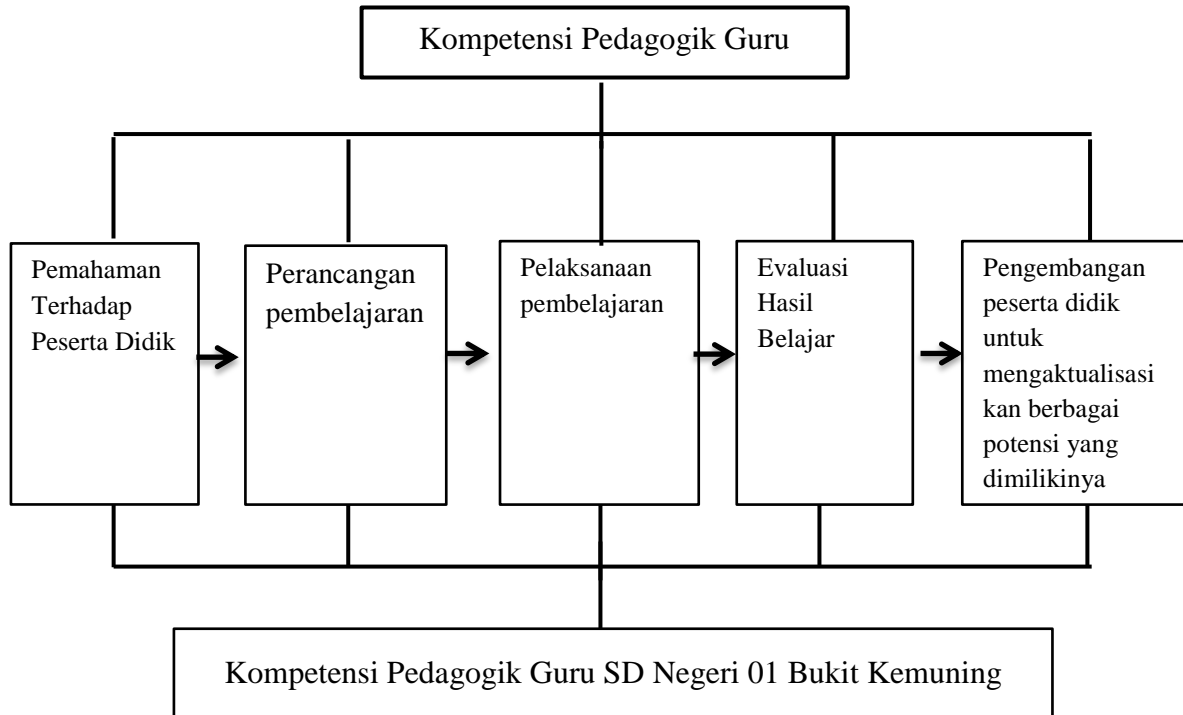 Kompetensi Pedagogik Guru
Pemahaman
Terhadap
Peserta Didik
Perancangan
pembelajaran
Pelaksanaan
pembelajaran
Evaluasi
Hasil
Belajar
Pengembangan
peserta didik
untuk
mengaktualisasi
kan berbagai
potensi yang
dimilikinya
Kompetensi Pedagogik Guru SD Negeri 01 Bukit Kemuning